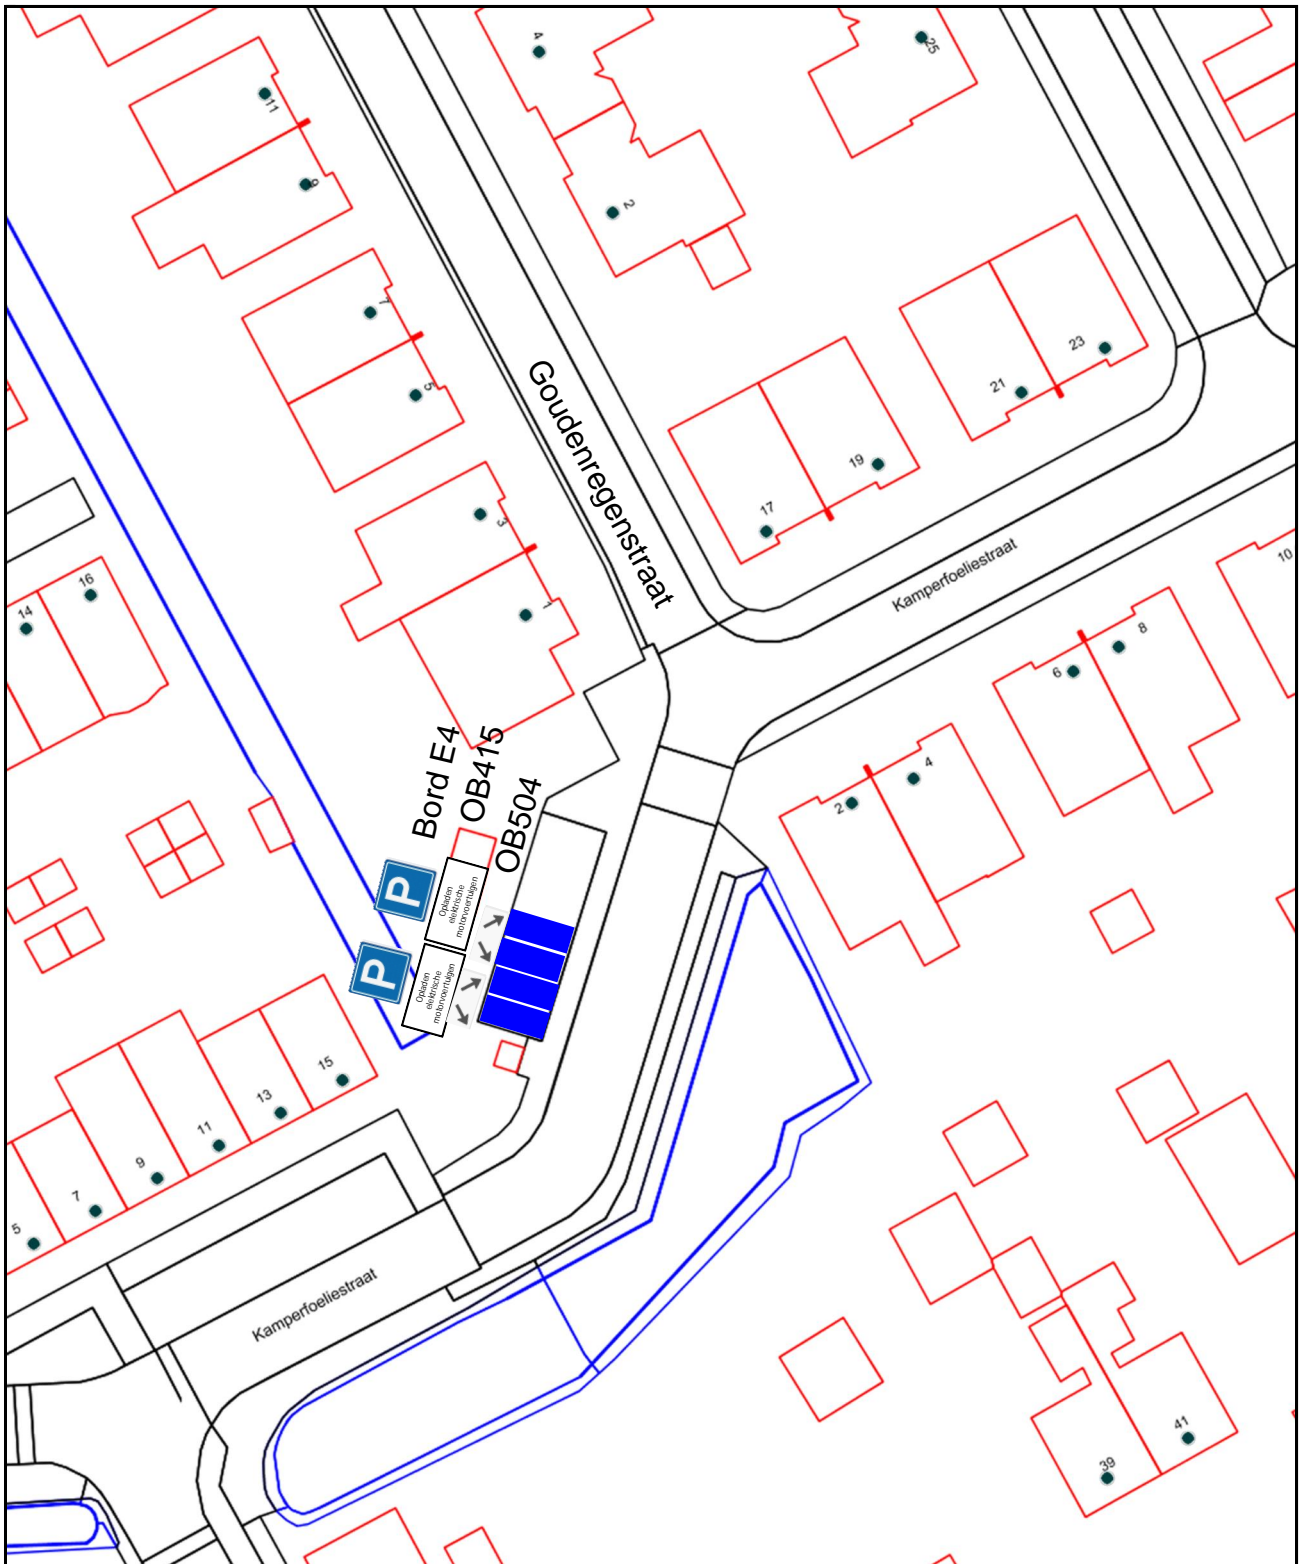 4
25
11
9
2
7
5
23
21
Goudenregenstraat
19
17
3
Kamperfoeliestraat
10
16
14
1
8
6
Bord E4
OB415
OB504
4
2
P
Opladen
elektrische
motorvoertuigen
P
Opladen
elektrische
motorvoertuigen
15
13
11
9
7
5
Kamperfoeliestraat
41
39